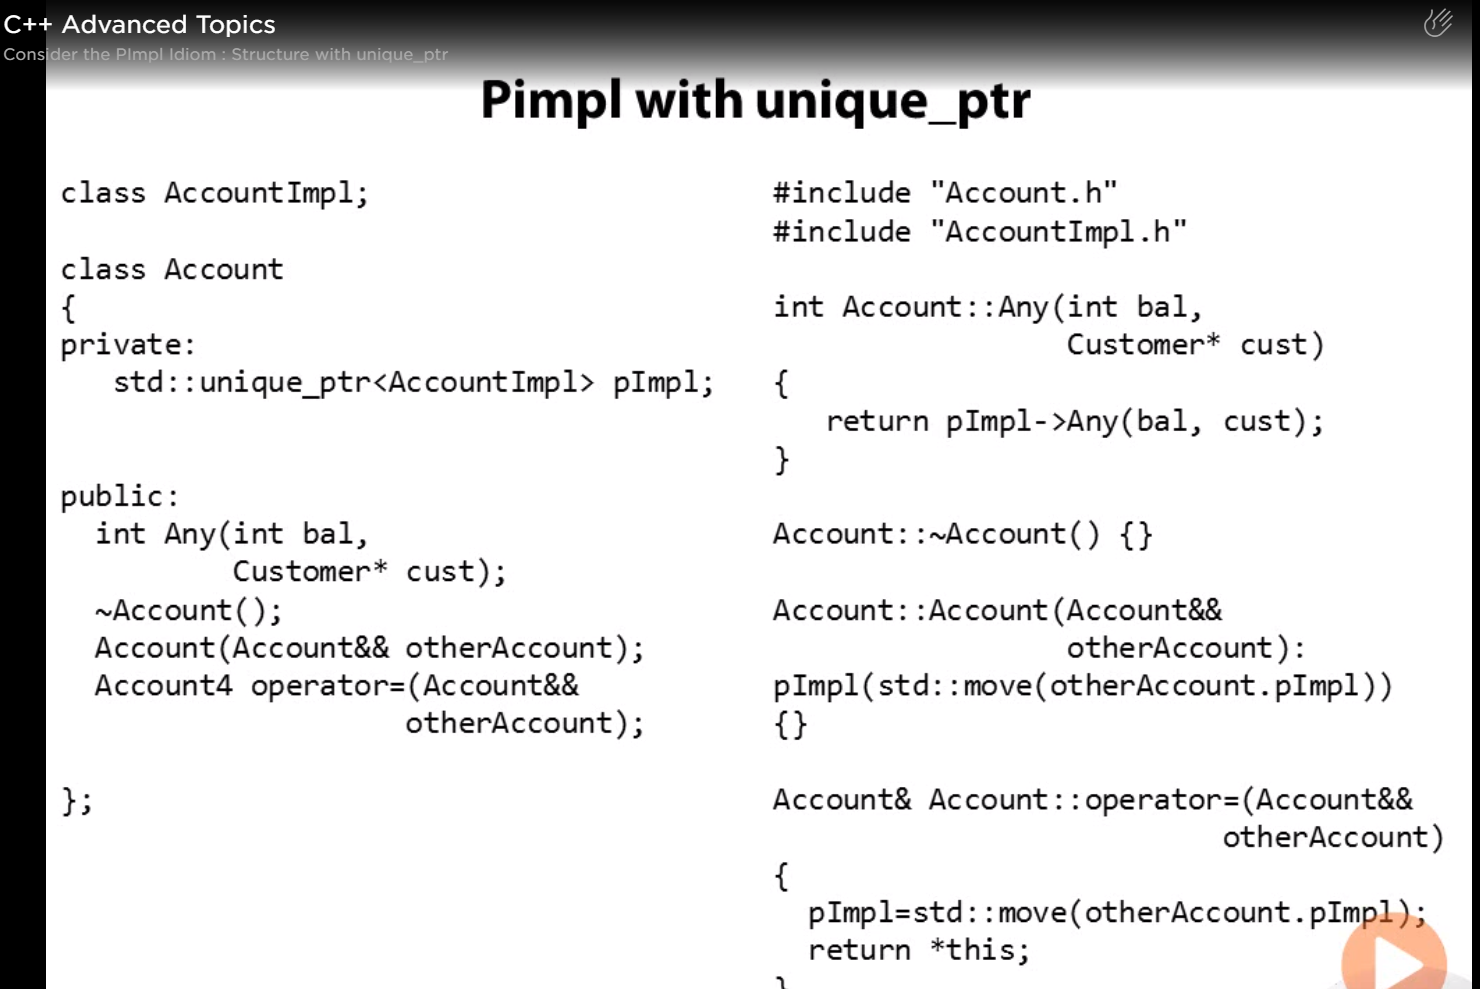 C++ Advanced Topics
Consider the PImpl Idiom : Structure with unique_ptr
Pimpl with unique_ptr
class AccountImpl;
class Account
{
private:
   std::unique_ptr<AccountImpl> pImpl;
public:
  int Any(int bal,
          Customer* cust);
  ~Account();
  Account(Account&& otherAccount);
  Account4 operator=(Account&&
                    otherAccount);
};
#include "Account.h"
#include "AccountImpl.h"
int Account::Any(int bal,
                 Customer* cust)
{
   return pImpl->Any(bal, cust);
}
Account::~Account() {}
Account::Account(Account&&
                 otherAccount):
pImpl(std::move(otherAccount.pImpl))
{}
Account& Account::operator=(Account&&
                          otherAccount)
{
  pImpl=std::move(otherAccount.pImpl);
  return *this;
}